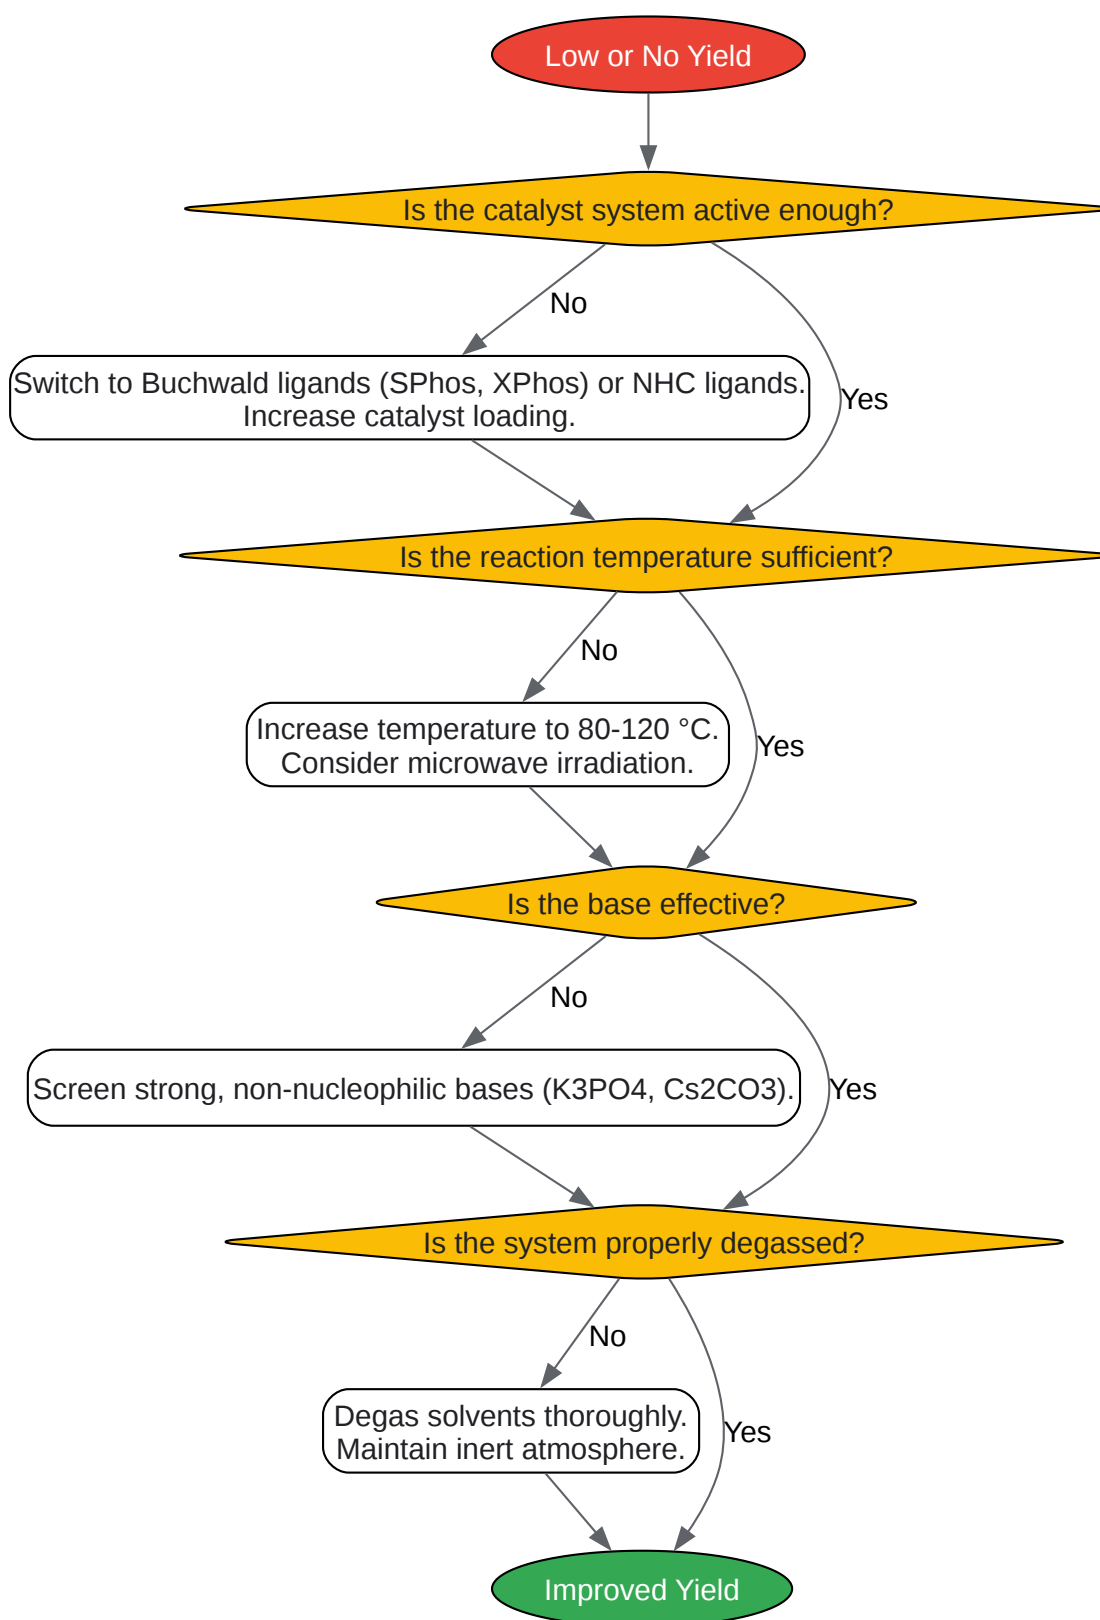 Low or No Yield
Is the catalyst system active enough?
No
Switch to Buchwald ligands (SPhos, XPhos) or NHC ligands.
Increase catalyst loading.
Yes
Is the reaction temperature sufficient?
No
Increase temperature to 80-120 °C.
Consider microwave irradiation.
Yes
Is the base effective?
No
Screen strong, non-nucleophilic bases (K3PO4, Cs2CO3).
Yes
Is the system properly degassed?
No
Degas solvents thoroughly.
Maintain inert atmosphere.
Yes
Improved Yield